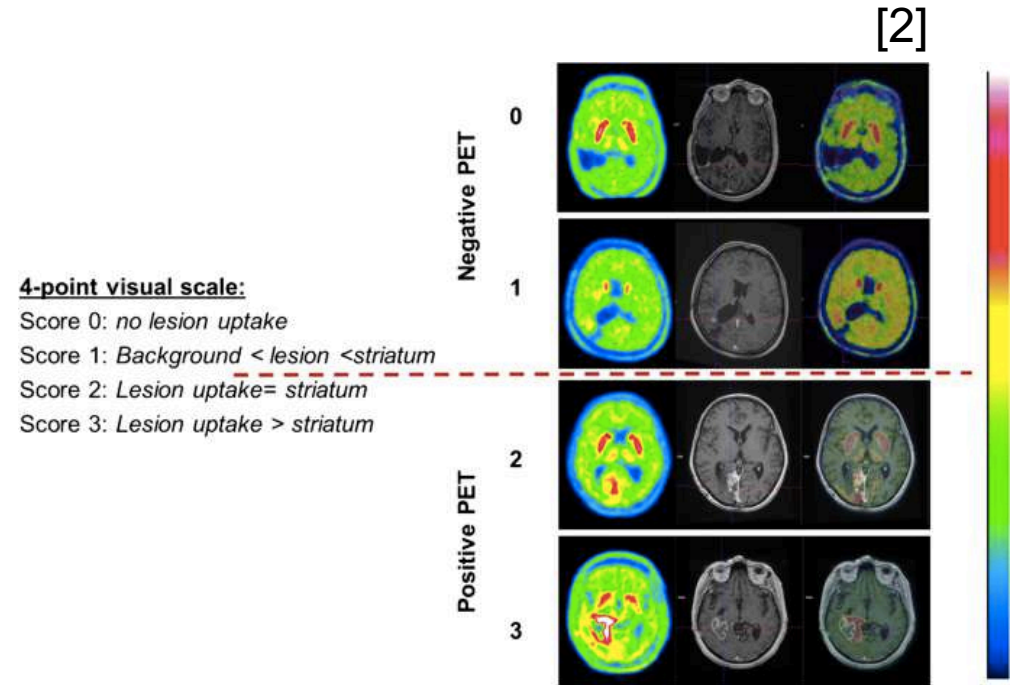 [2]
4-point visual scale:
Score 0: no lesion uptake
Score 1: Background < lesion <striatum
Score 2: Lesion uptake= striatum
Score 3: Lesion uptake > striatum
Negative PET
0
1
Positive PET
2
3